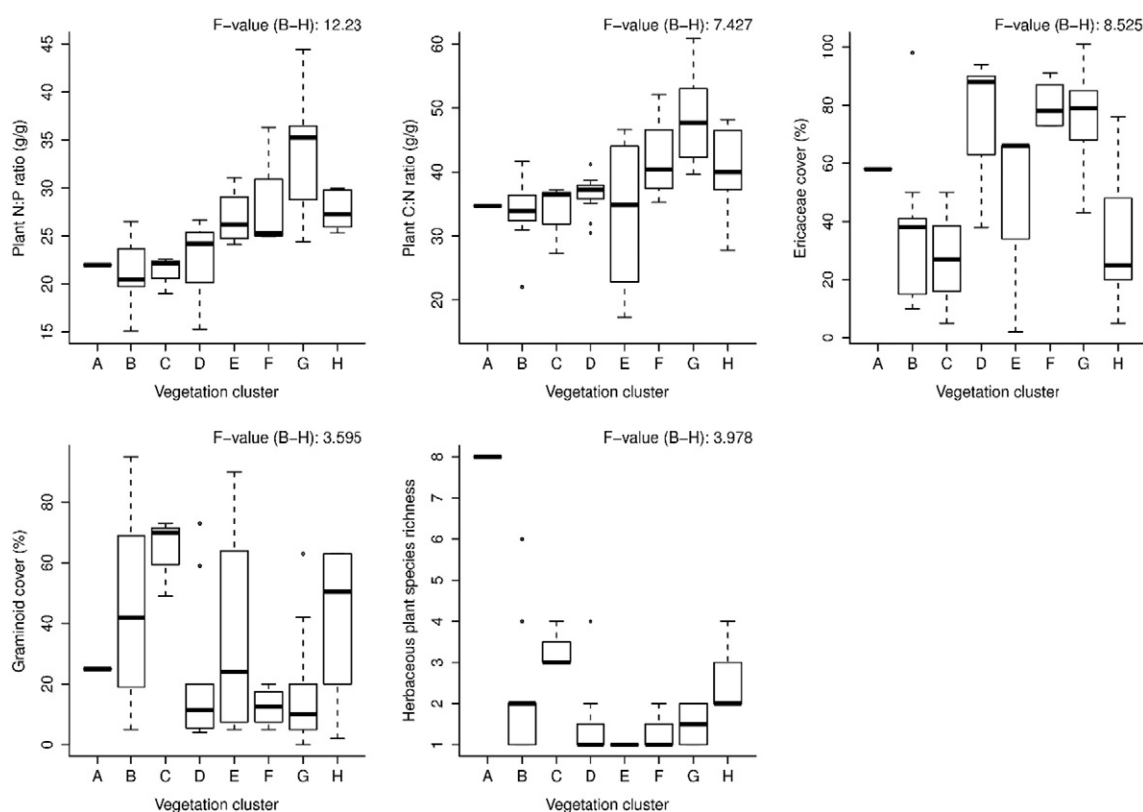 F-value (B-H): 12.23
Plant N:P ratio (g/g)
45
40
35
30
25
20
15
A B C D E F G H
Vegetation cluster
F-value (B-H): 7.427
Plant C:N ratio (g/g)
60
50
40
30
20
A B C D E F G H
Vegetation cluster
F-value (B-H): 8.525
Ericaceae cover (%)
100
80
60
40
20
0
A B C D E F G H
Vegetation cluster
F-value (B-H): 3.595
Graminoid cover (%)
80
60
40
20
0
A B C D E F G H
Vegetation cluster
F-value (B-H): 3.978
Herbaceous plant species richness
8
7
6
5
4
3
2
1
A B C D E F G H
Vegetation cluster